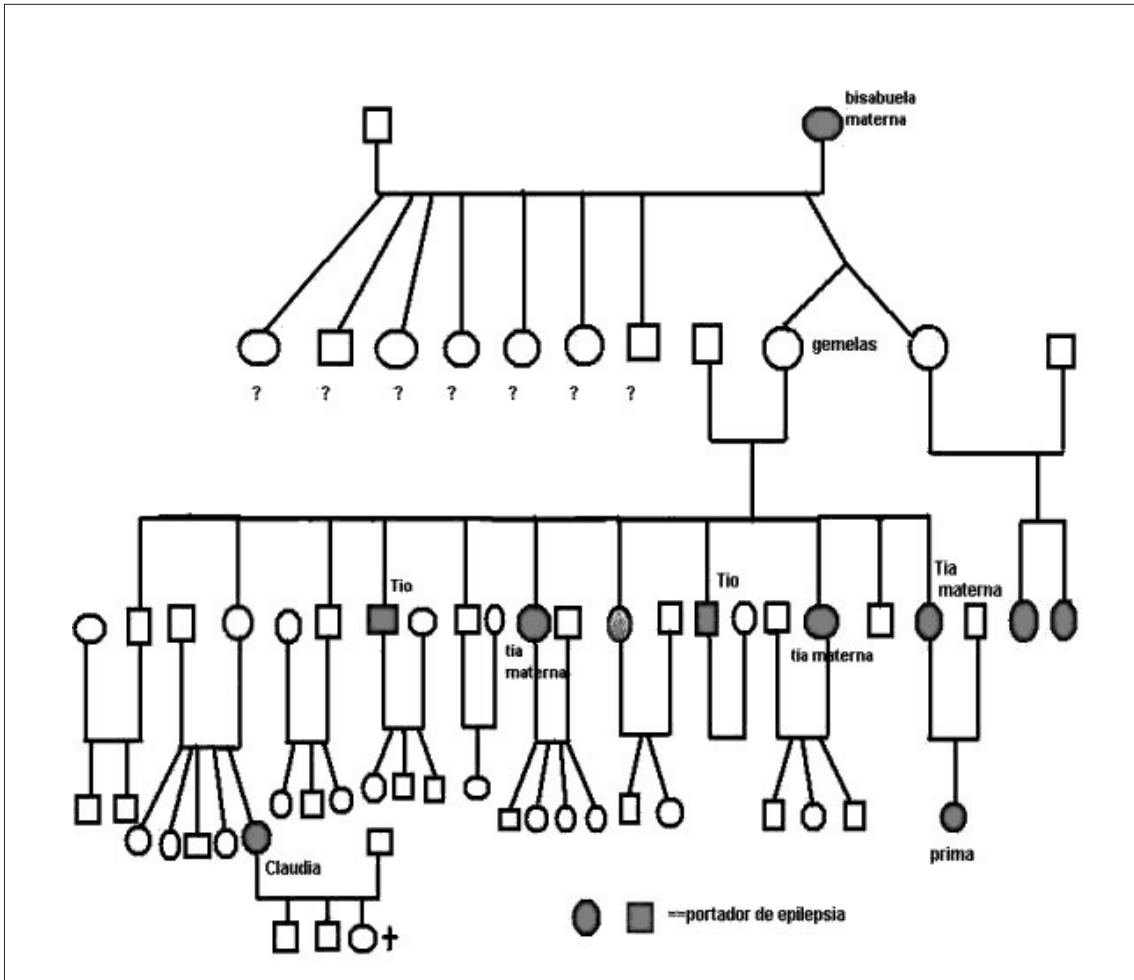 bisabuela
materna
gemelas
? ? ? ? ? ? ?
Tio
Tio
Tia
materna
tia
materna
tia materna
Claudia
prima
==portador de epilepsia